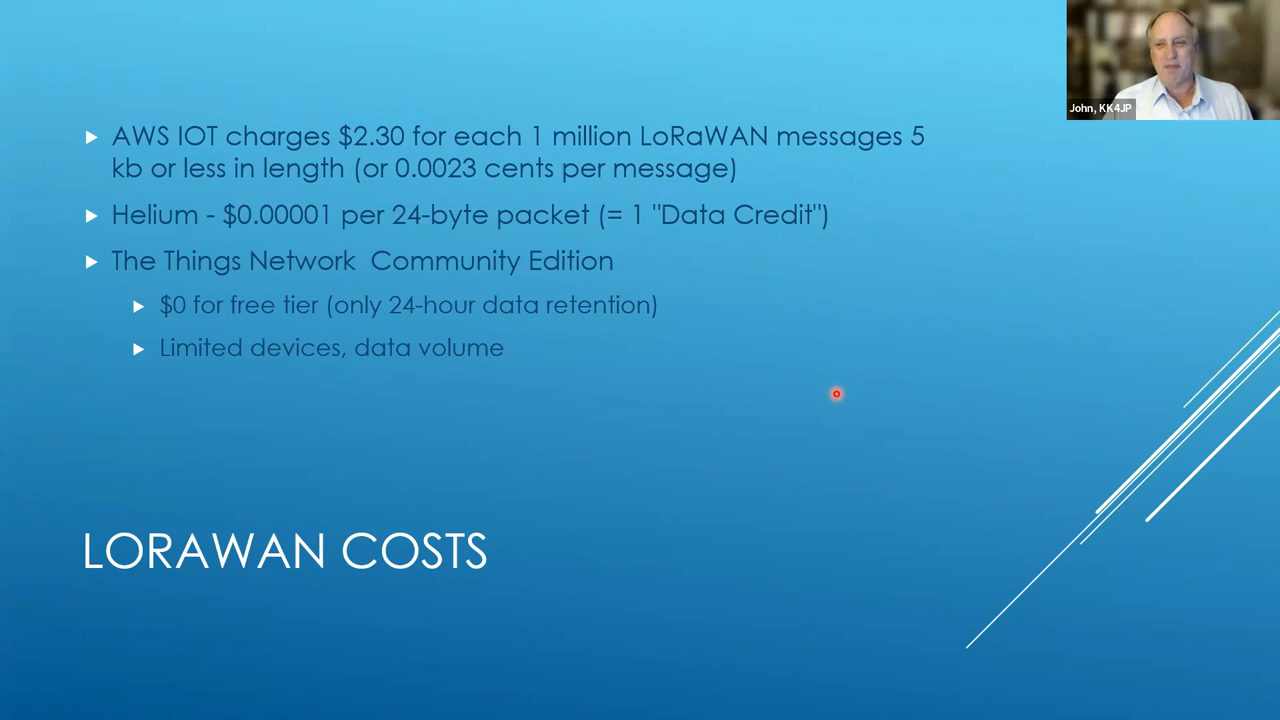 AWS IOT charges $2.30 for each 1 million LoRaWAN messages 5
kb or less in length (or 0.0023 cents per message)
Helium - $0.00001 per 24-byte packet (= 1 "Data Credit")
The Things Network  Community Edition
$0 for free tier (only 24-hour data retention)
Limited devices, data volume
LORAWAN COSTS
John, KK4JP